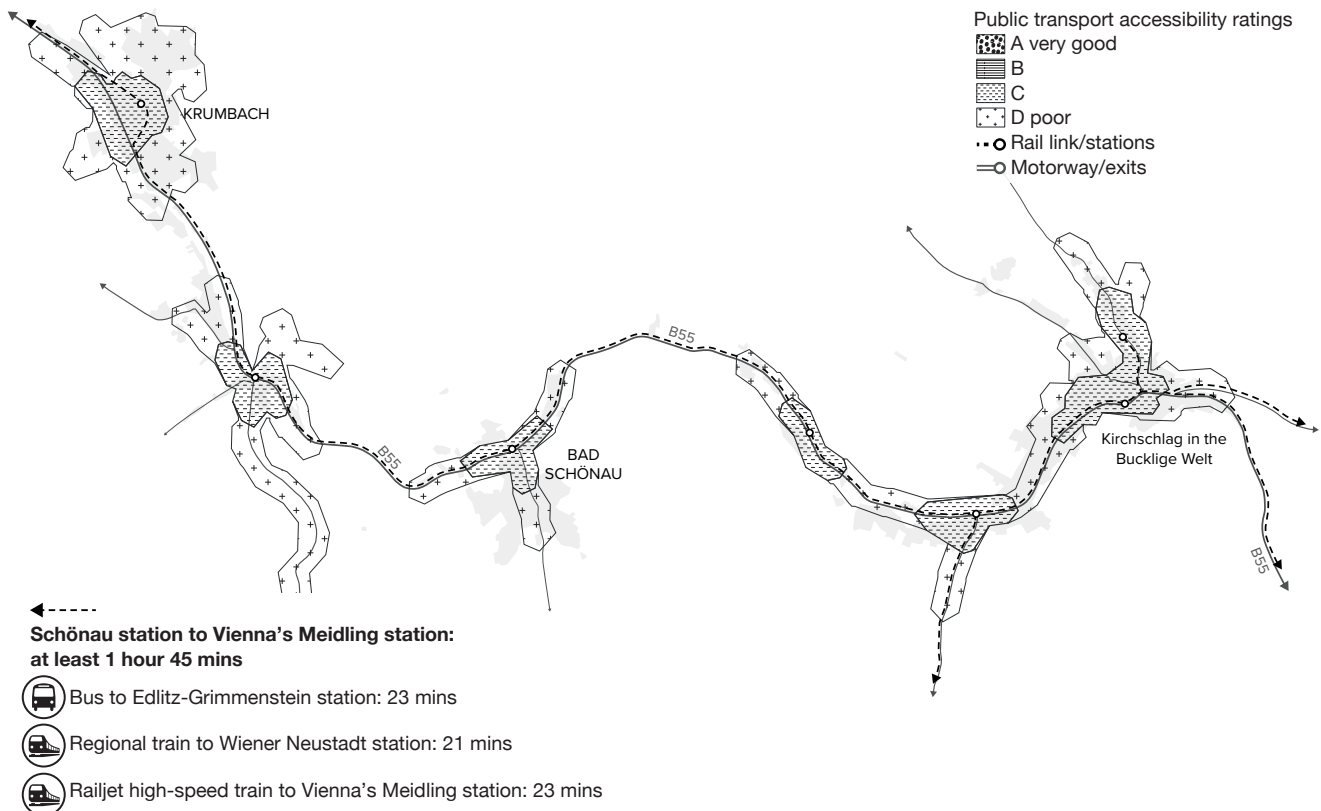 Public transport accessibility ratings
A very good
B
C
D poor
Rail link/stations
Motorway/exits
KRUMBACH
B55
B55
BAD
SCHÖNAU
Kirchschlag in the
Bucklige Welt
B55
Schönau station to Vienna's Meidling station:
at least 1 hour 45 mins
Bus to Edlitz-Grimmenstein station: 23 mins
Regional train to Wiener Neustadt station: 21 mins
Railjet high-speed train to Vienna's Meidling station: 23 mins